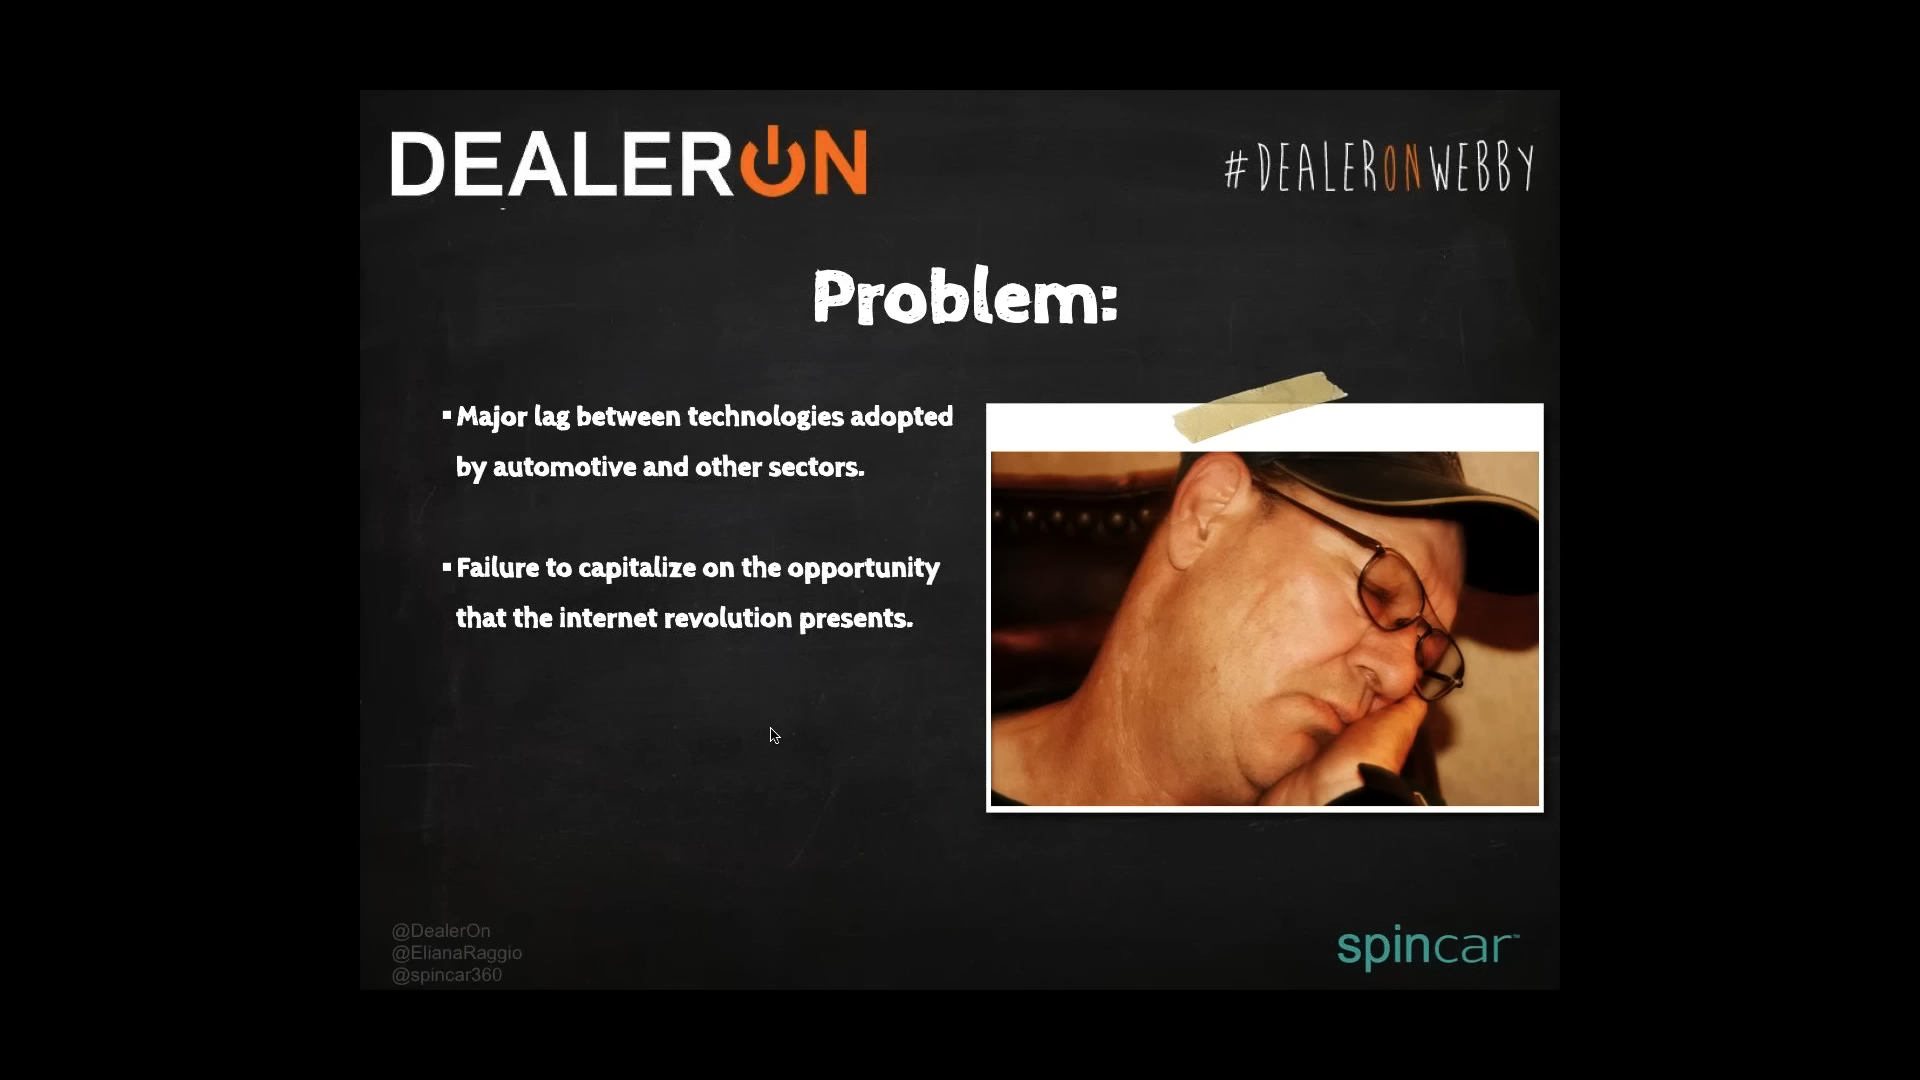 DEALERON
#DEALERONWEBBY
Problem:
▪ Major lag between technologies adopted
by automotive and other sectors.
▪ Failure to capitalize on the opportunity
that the internet revolution presents.
@DealerOn
@ElianaRaggio
@spincar360
spincar™